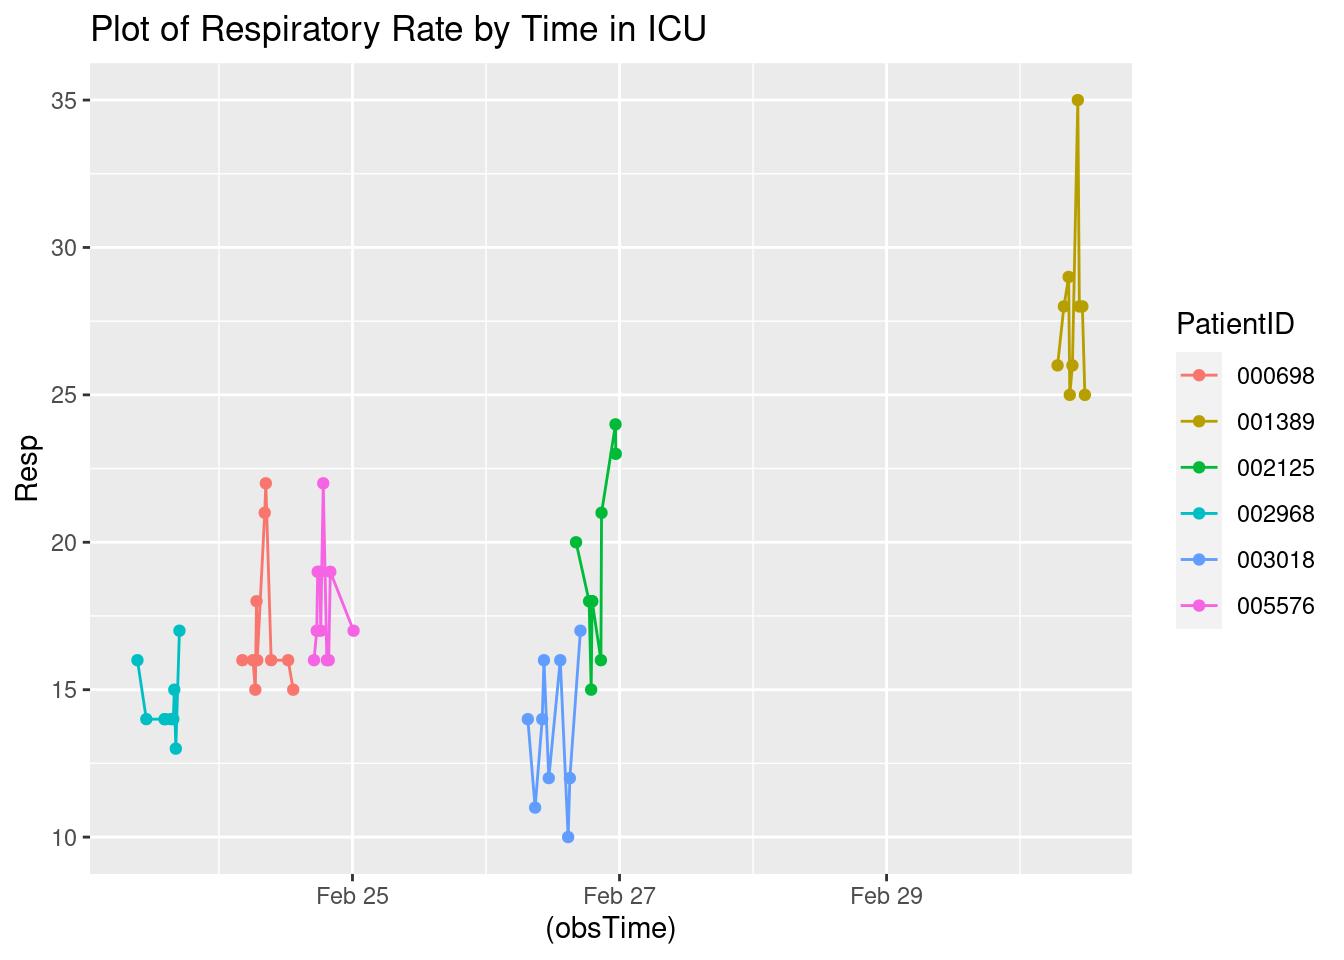 Plot of Respiratory Rate by Time in ICU
35
30
25
20
15
10
Resp
Feb 25
Feb 27
Feb 29
(obsTime)
PatientID
000698
001389
002125
002968
003018
005576